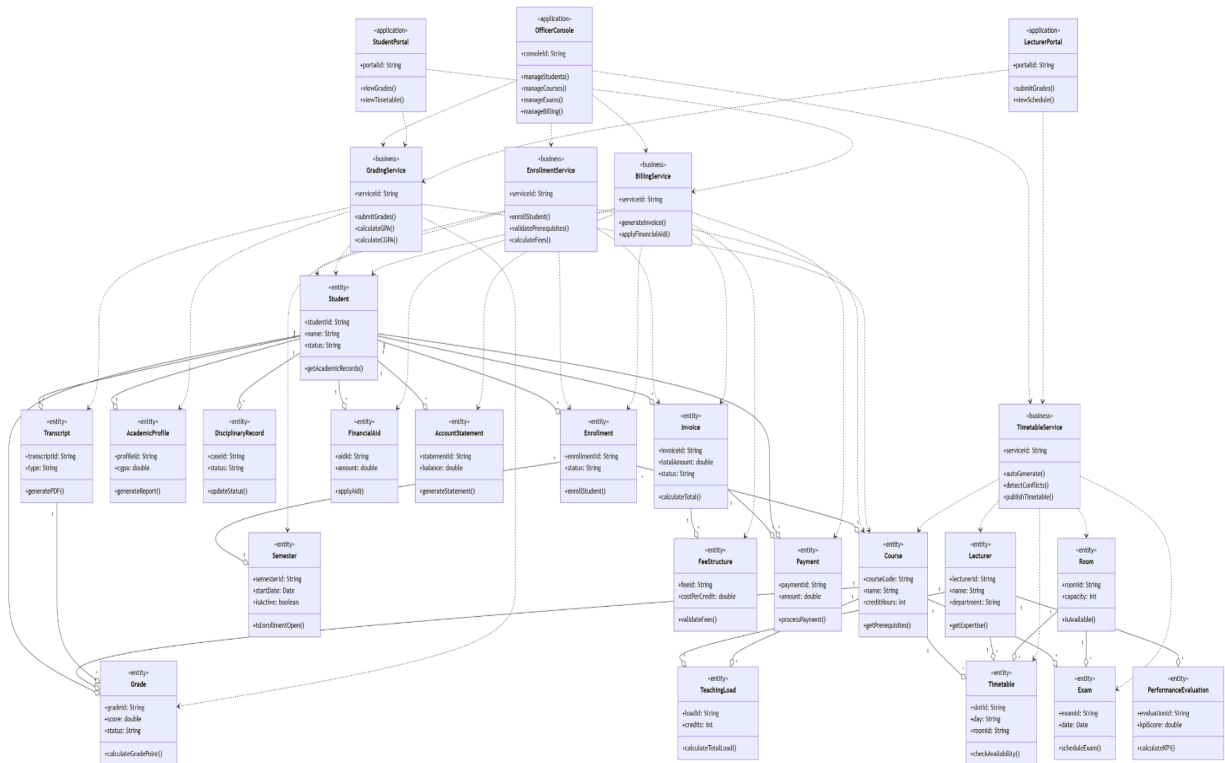 «application»
StudentPortal
+portalId: String
+viewGrades()
+viewTimetable()
«application»
OfficerConsole
+consoleId: String
+manageStudents()
+manageCourses()
+manageExams()
+manageBilling()
«application»
LecturerPortal
+portalId: String
+submitGrades()
+viewSchedule()
«business»
GradingService
+serviceId: String
+submitGrades()
+calculateGPA()
+calculateCGPA()
«business»
EnrollmentService
+serviceId: String
+enrollStudent()
+validatePrerequisites()
+calculateFees()
«business»
BillingService
+serviceId: String
+generateInvoice()
+applyFinancialAid()
«entity»
Student
+studentId: String
+name: String
+status: String
+getAcademicRecords()
«entity»
Transcript
+transcriptId: String
+type: String
+generatePDF()
«entity»
AcademicProfile
+profileId: String
+cgpa: double
+generateReport()
«entity»
DisciplinaryRecord
+caseId: String
+status: String
+updateStatus()
«entity»
FinancialAid
+aidId: String
+amount: double
+applyAid()
«entity»
AccountStatement
+statementId: String
+balance: double
+generateStatement()
«entity»
Enrollment
+enrollmentId: String
+status: String
+enrollStudent()
«entity»
Invoice
+invoiceId: String
+totalAmount: double
+status: String
+calculateTotal()
«business»
TimetableService
+serviceId: String
+autoGenerate()
+detectConflicts()
+publishTimetable()
«entity»
Semester
+semesterId: String
+startDate: Date
+isActive: boolean
+isEnrollmentOpen()
«entity»
FeeStructure
+feeId: String
+costPerCredit: double
+validateFees()
«entity»
Payment
+paymentId: String
+amount: double
+processPayment()
«entity»
Course
+courseCode: String
+name: String
+creditHours: int
+getPrerequisites()
«entity»
Lecturer
+lecturerId: String
+name: String
+department: String
+getExpertise()
«entity»
Room
+roomId: String
+capacity: int
+isAvailable()
«entity»
Grade
+gradeId: String
+score: double
+status: String
+calculateGradePoint()
«entity»
TeachingLoad
+loadId: String
+credits: int
+calculateTotalLoad()
«entity»
Timetable
+slotId: String
+day: String
+roomId: String
+checkAvailability()
«entity»
Exam
+examId: String
+date: Date
+scheduleExam()
«entity»
PerformanceEvaluation
+evaluationId: String
+kpiScore: double
+calculateKPI()